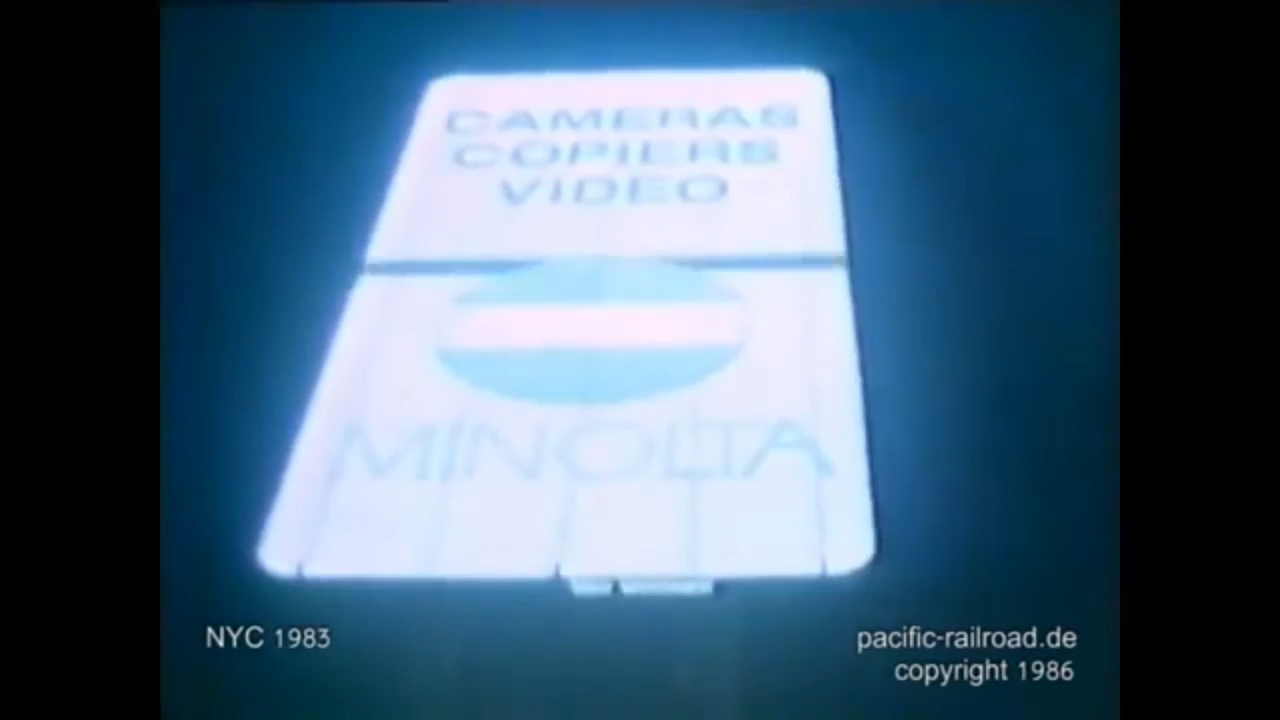 CAMERAS
COPIERS
VIDEO
MINOLTA
NYC 1983
pacific-railroad.de
copyright 1986